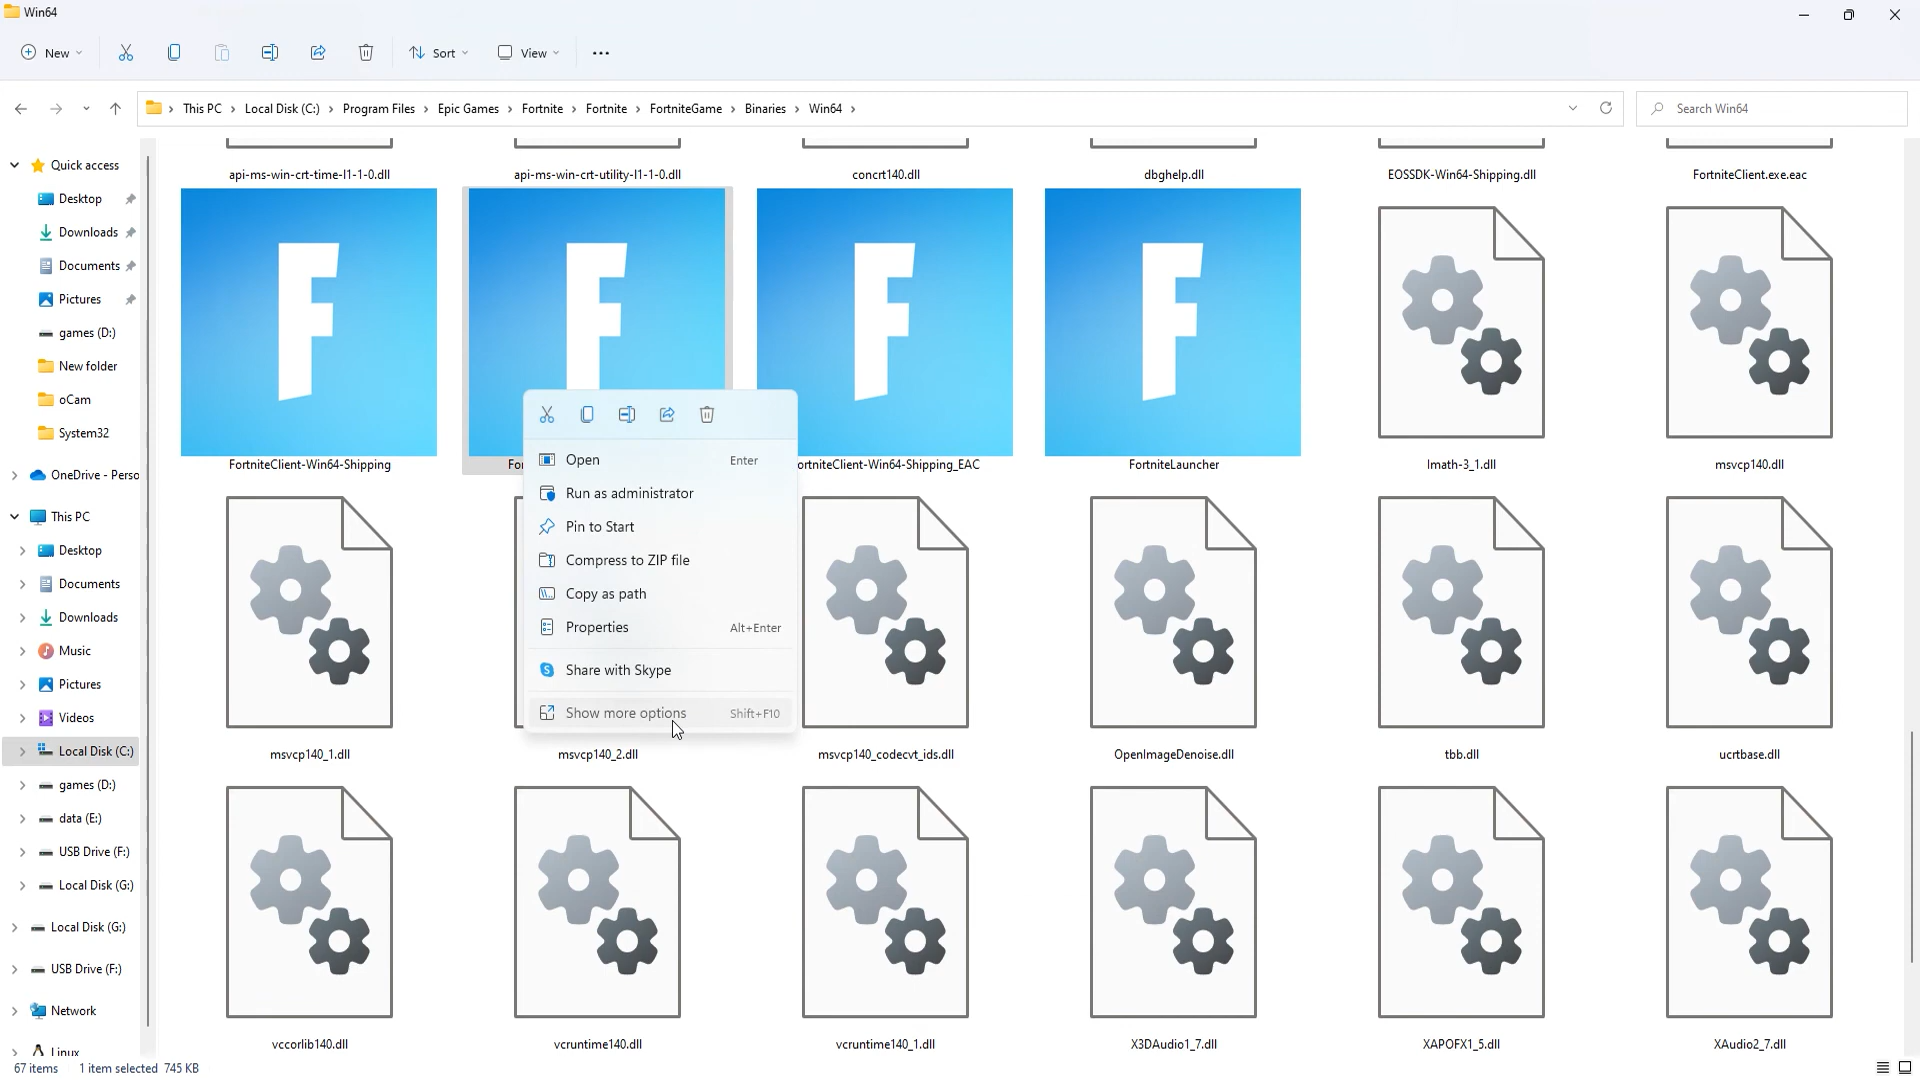 Win64
New
Sort
View
This PC > Local Disk (C:) > Program Files > Epic Games > Fortnite > Fortnite > FortniteGame > Binaries > Win64 >
Search Win64
Quick access
Desktop
Downloads
Documents
Pictures
games (D:)
New folder
oCam
System32
OneDrive - Perso
This PC
Desktop
Documents
Downloads
Music
Pictures
Videos
Local Disk (C:)
games (D:)
data (E:)
USB Drive (F:)
Local Disk (G:)
Local Disk (G:)
USB Drive (F:)
Network
Linux
api-ms-win-crt-time-l1-1-0.dll
api-ms-win-crt-utility-l1-1-0.dll
concrt140.dll
dbghelp.dll
EOSSDK-Win64-Shipping.dll
FortniteClient.exe.eac
F
F
F
F
FortniteClient-Win64-Shipping
For
ortniteClient-Win64-Shipping_EAC
FortniteLauncher
Imath-3_1.dll
msvcp140.dll
Open Enter
Run as administrator
Pin to Start
Compress to ZIP file
Copy as path
Properties Alt+Enter
Share with Skype
Show more options Shift+F10
msvcp140_1.dll
msvcp140_2.dll
msvcp140_codecvt_ids.dll
OpenImageDenoise.dll
tbb.dll
ucrtbase.dll
vccorlib140.dll
vcruntime140.dll
vcruntime140_1.dll
X3DAudio1_7.dll
XAPOFX1_5.dll
XAudio2_7.dll
67 items 1 item selected 745 KB